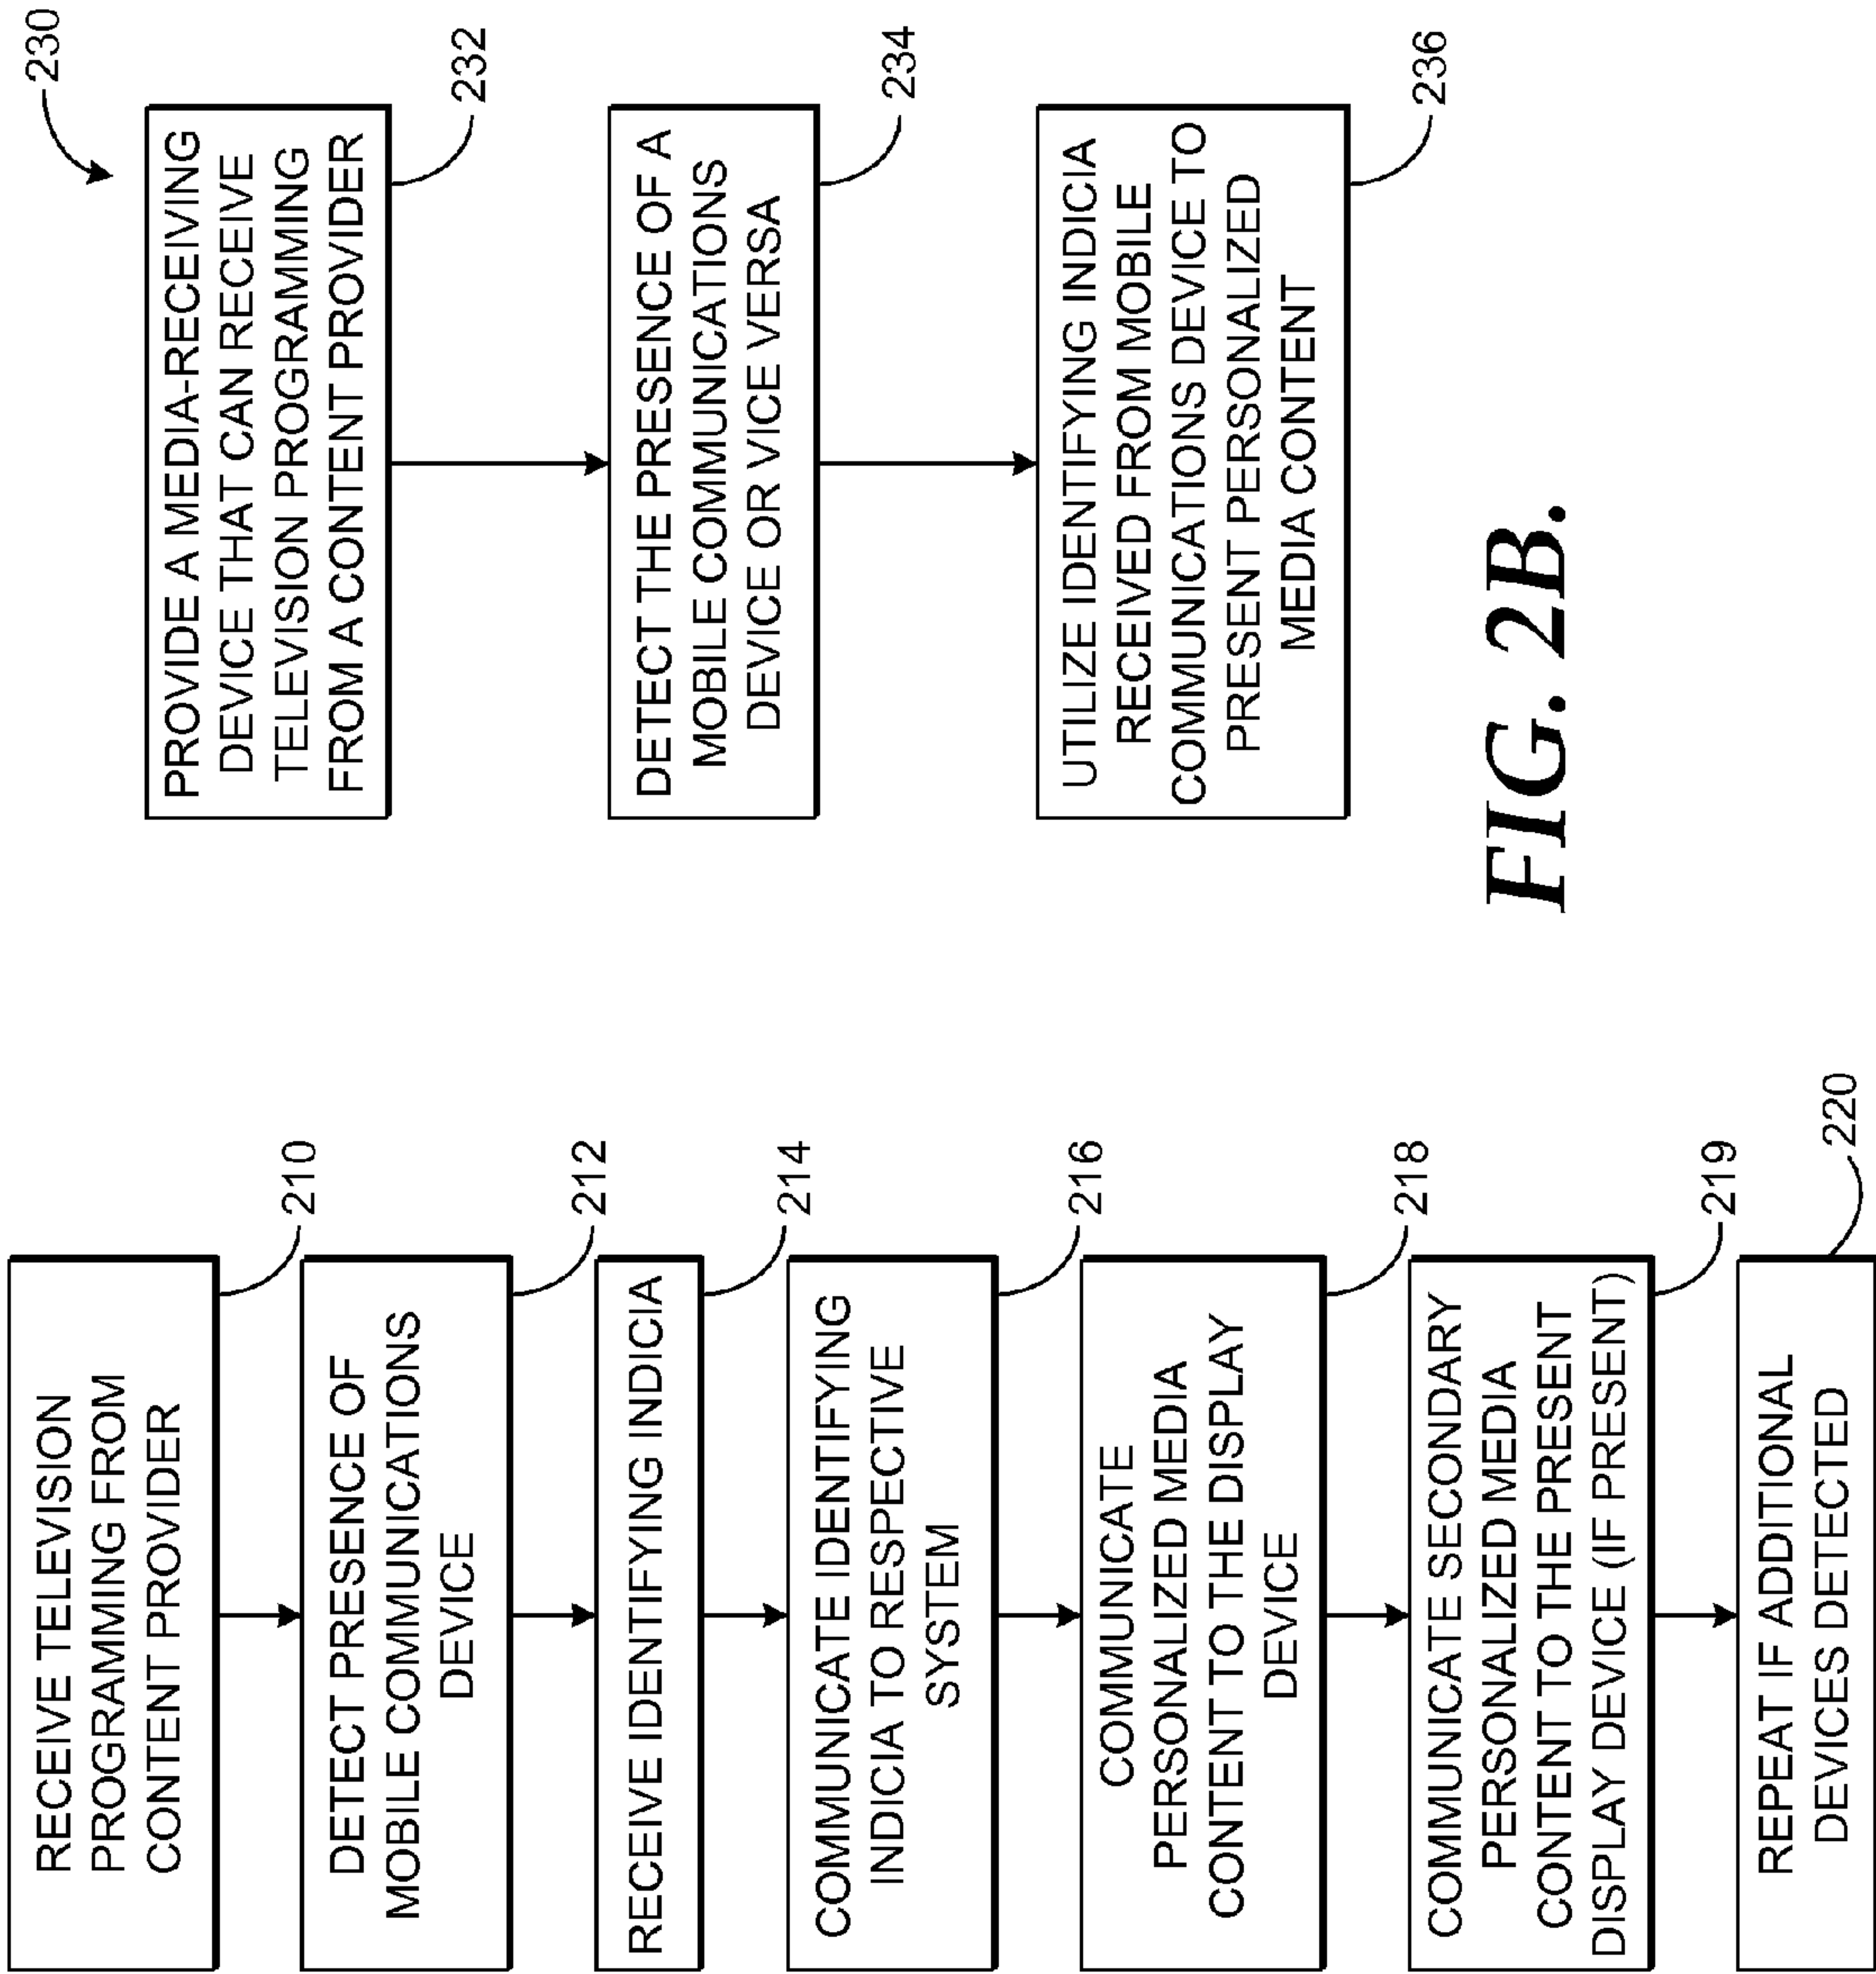 RECEIVE TELEVISION
PROGRAMMING FROM
CONTENT PROVIDER
210
DETECT PRESENCE OF
MOBILE COMMUNICATIONS
DEVICE
212
RECEIVE IDENTIFYING INDICIA
214
COMMUNICATE IDENTIFYING
INDICIA TO RESPECTIVE
SYSTEM
216
COMMUNICATE
PERSONALIZED MEDIA
CONTENT TO THE DISPLAY
DEVICE
218
COMMUNICATE SECONDARY
PERSONALIZED MEDIA
CONTENT TO THE PRESENT
DISPLAY DEVICE (IF PRESENT)
219
REPEAT IF ADDITIONAL
DEVICES DETECTED
220
230
PROVIDE A MEDIA-RECEIVING
DEVICE THAT CAN RECEIVE
TELEVISION PROGRAMMING
FROM A CONTENT PROVIDER
232
DETECT THE PRESENCE OF A
MOBILE COMMUNICATIONS
DEVICE OR VICE VERSA
234
UTILIZE IDENTIFYING INDICIA
RECEIVED FROM MOBILE
COMMUNICATIONS DEVICE TO
PRESENT PERSONALIZED
MEDIA CONTENT
236
FIG. 2B.